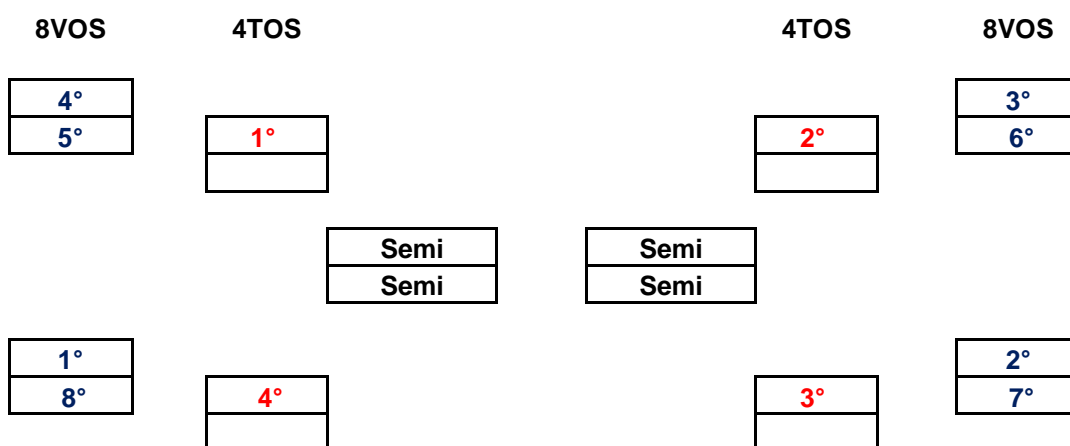 8VOS 4TOS 4TOS 8VOS
4° 3°
5° 1° 2° 6°
Semi Semi
Semi Semi
1° 2°
8° 4° 3° 7°